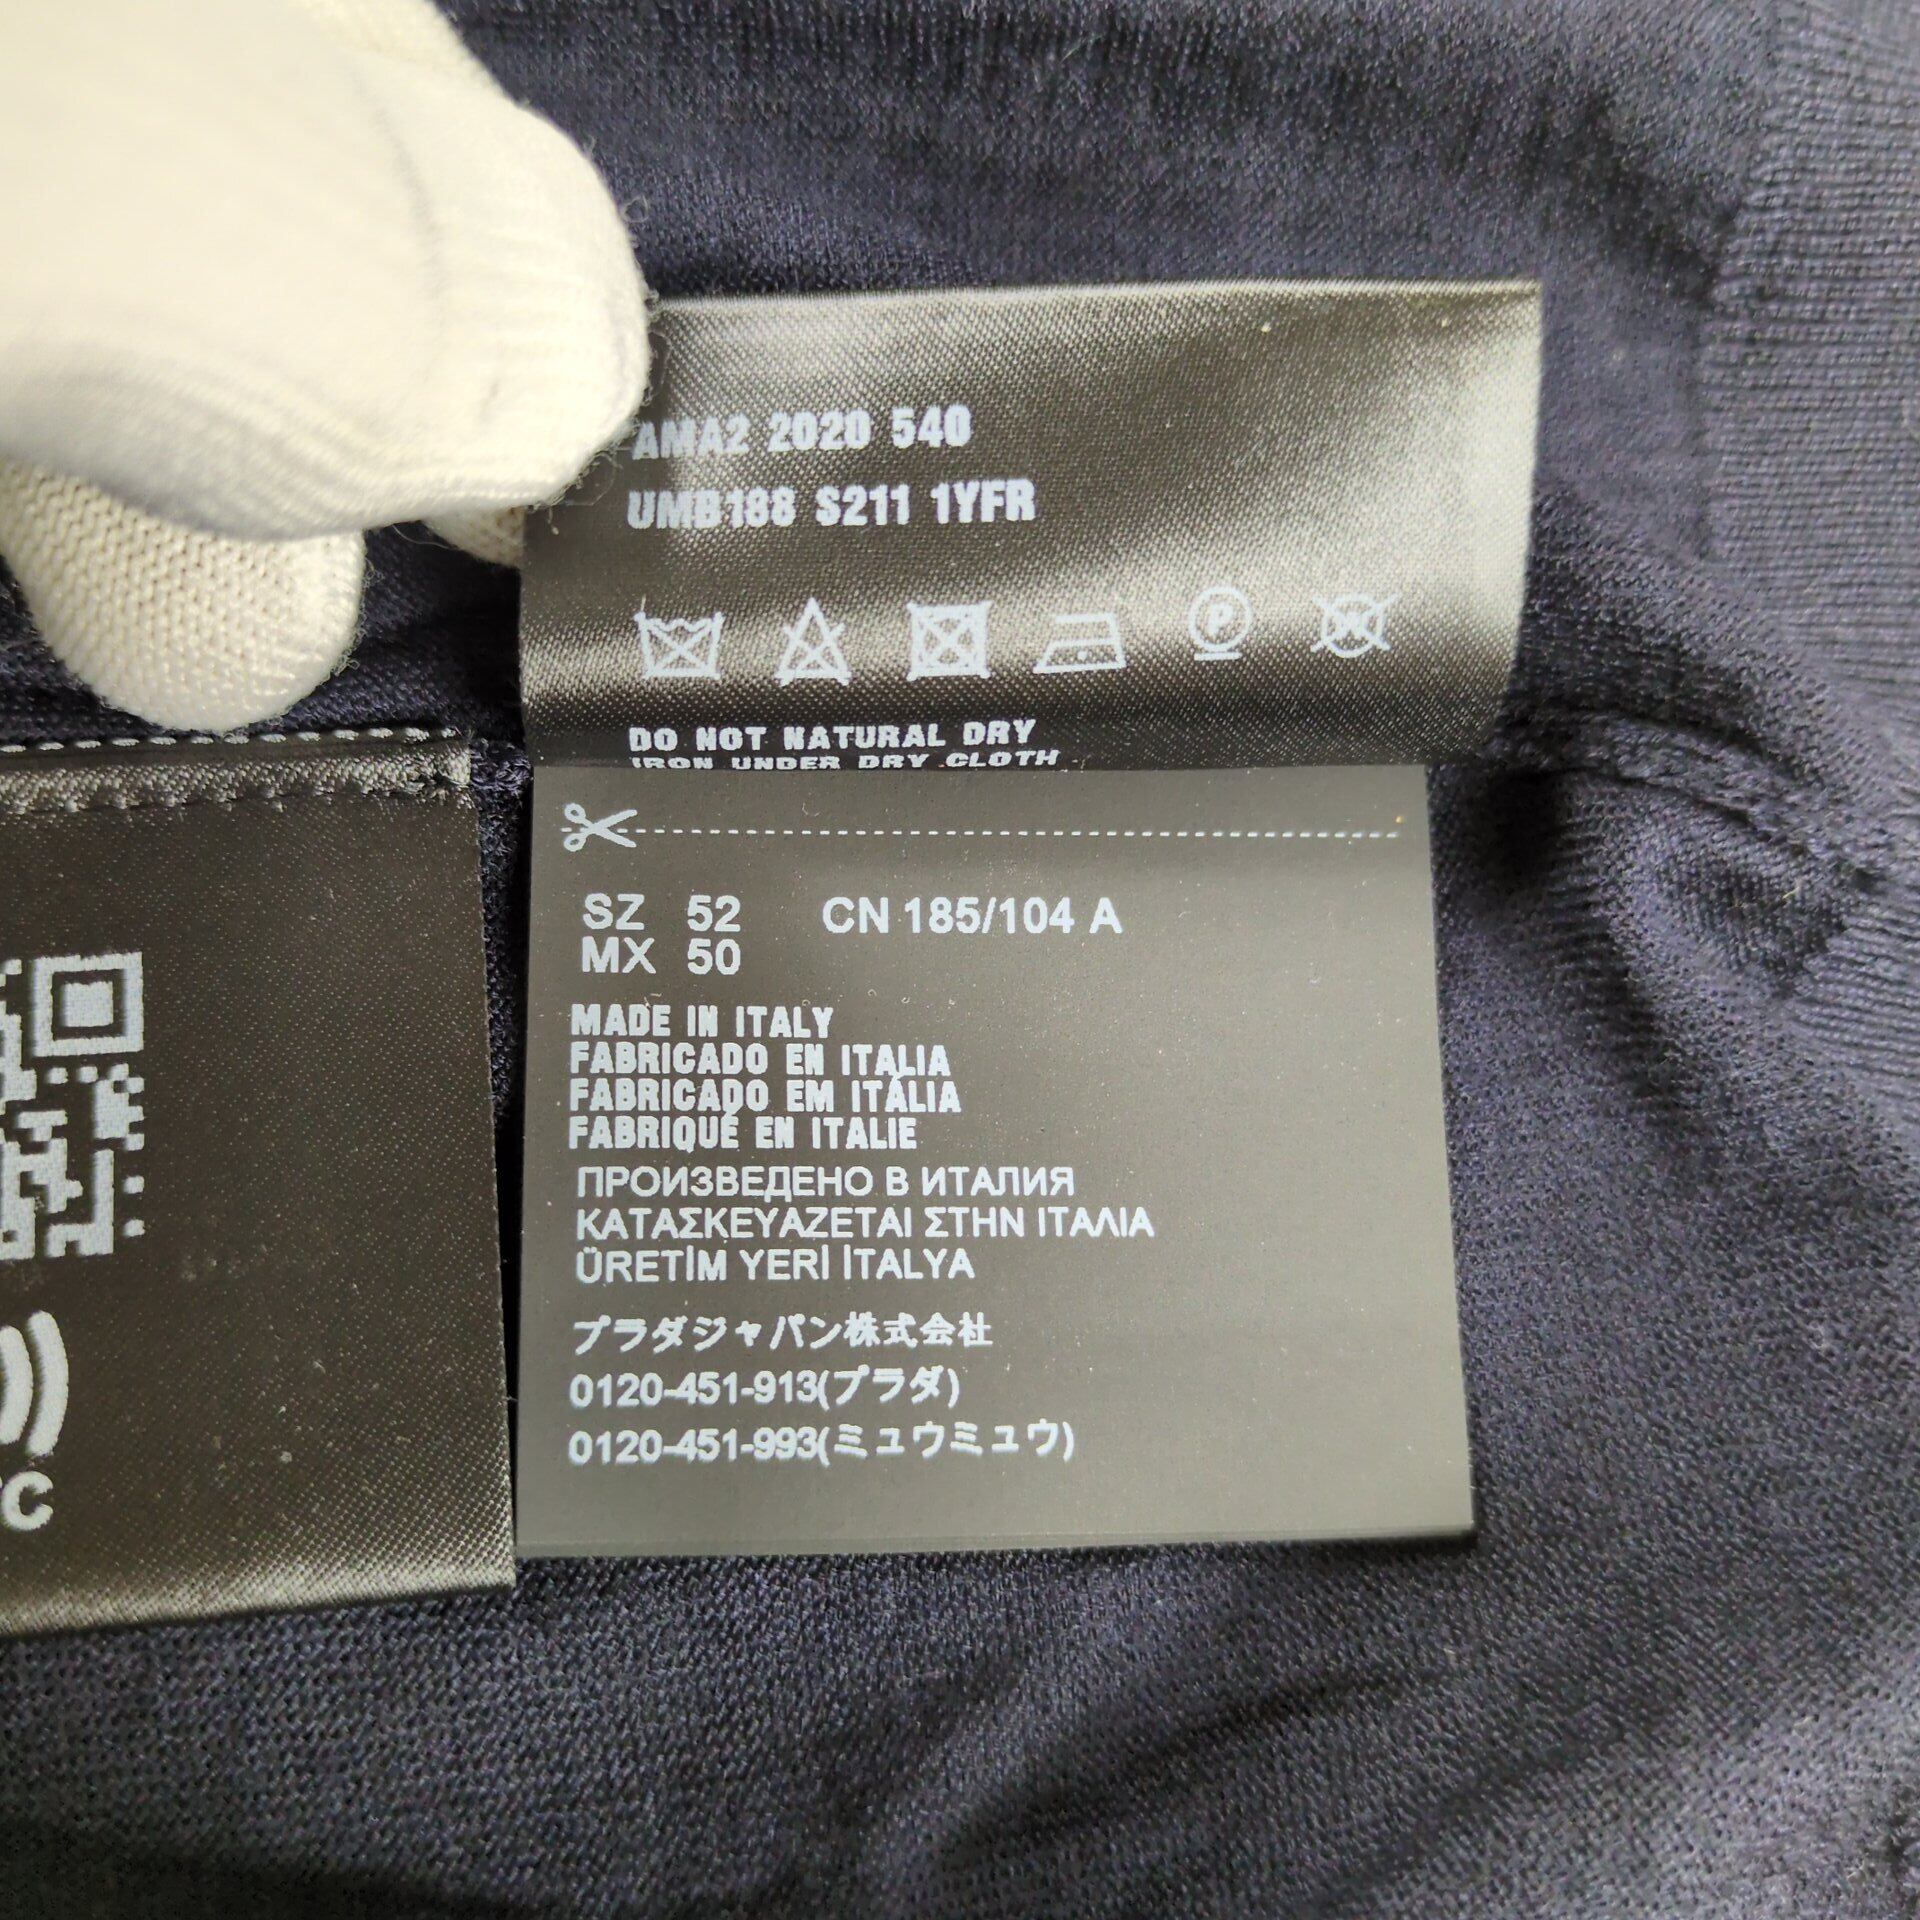 AMA2 2020 540
UMB188 S211 1YFR
P
DO NOT NATURAL DRY
IRON UNDER DRY CLOTH
SZ 52 CN 185/104 A
MX 50
MADE IN ITALY
FABRICADO EN ITALIA
FABRICADO EM ITÁLIA
FABRIQUÉ EN ITALIE
ПРОИЗВЕДЕНО В ИТАЛИЯ
ΚΑΤΑΣΚΕΥΑΖΕΤΑΙ ΣΤΗΝ ΙΤΑΛΙΑ
ÜRETİM YERİ İTALYA
プラダジャパン株式会社
0120-451-913(プラダ)
0120-451-993(ミュウミュウ)